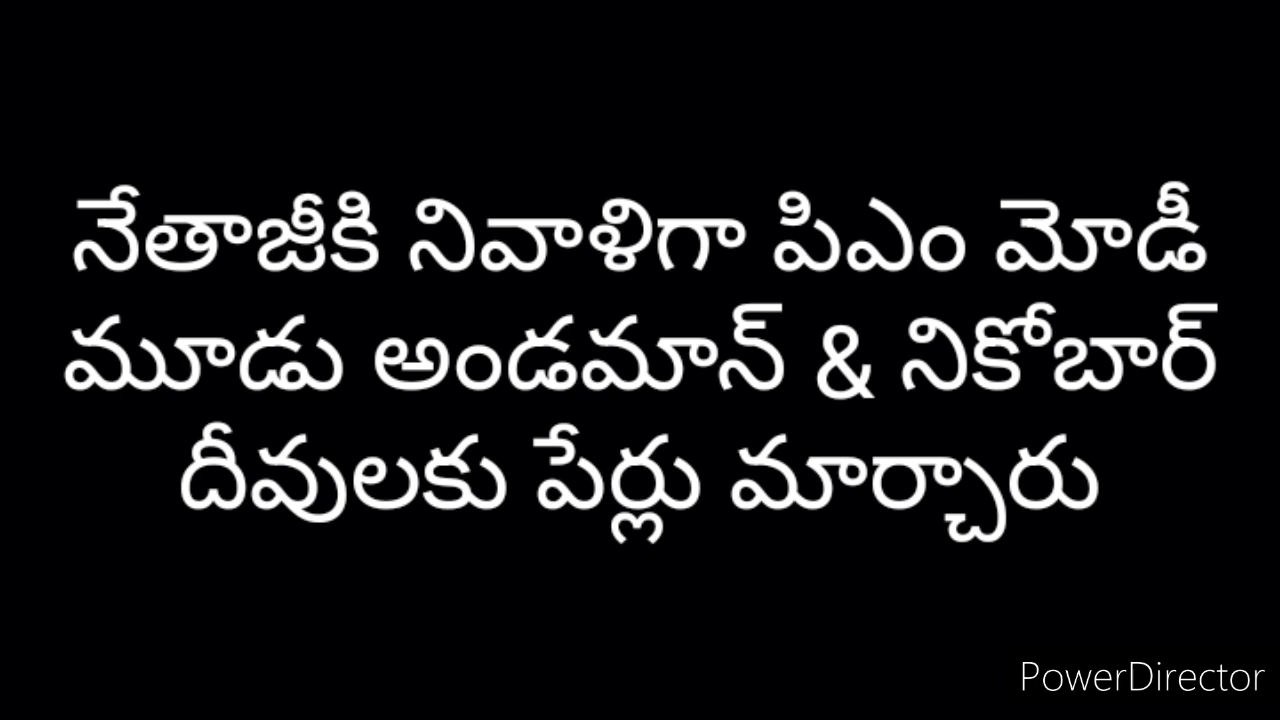 నేతాజీకి నివాళిగా పిఎం మోడీ
మూడు అండమాన్ & నికోబార్
దీవులకు పేర్లు మార్చారు
PowerDirector